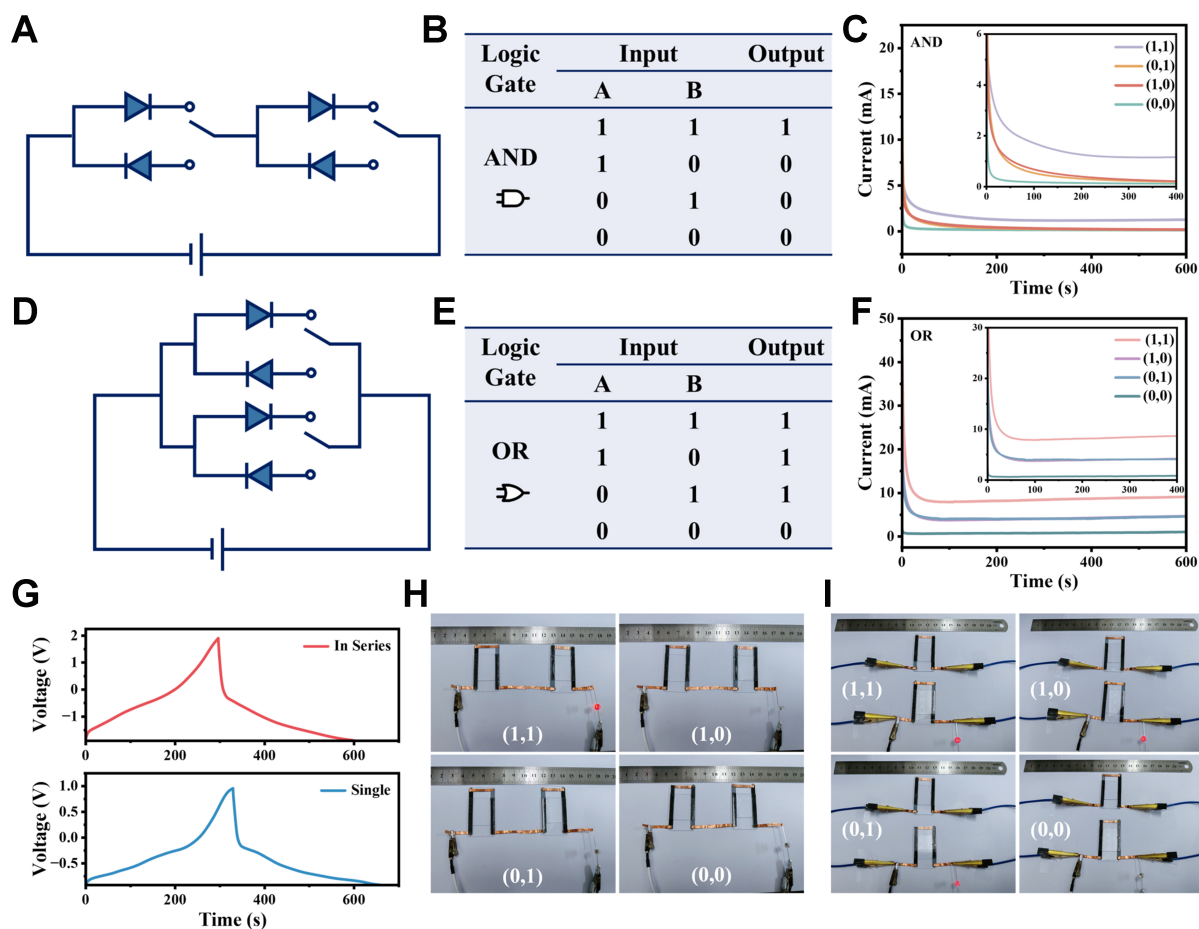 A
B
Logic Gate
Input
Output
A
B
AND
1
1
1
1
0
0
0
1
0
0
0
0
C
AND
Current (mA)
20
15
10
5
0
0
200
400
600
Time (s)
6
4
2
0
0
100
200
300
400
(1,1)
(0,1)
(1,0)
(0,0)
D
E
Logic Gate
Input
Output
A
B
OR
1
1
1
1
0
1
0
1
1
0
0
0
F
OR
Current (mA)
50
40
30
20
10
0
0
200
400
600
Time (s)
30
20
10
0
0
100
200
300
400
(1,1)
(1,0)
(0,1)
(0,0)
G
Voltage (V)
2
1
0
−1
0
200
400
600
In Series
Voltage (V)
1.0
0.5
0.0
−0.5
0
200
400
600
Single
Time (s)
H
(1,1)
(1,0)
(0,1)
(0,0)
I
(1,1)
(1,0)
(0,1)
(0,0)